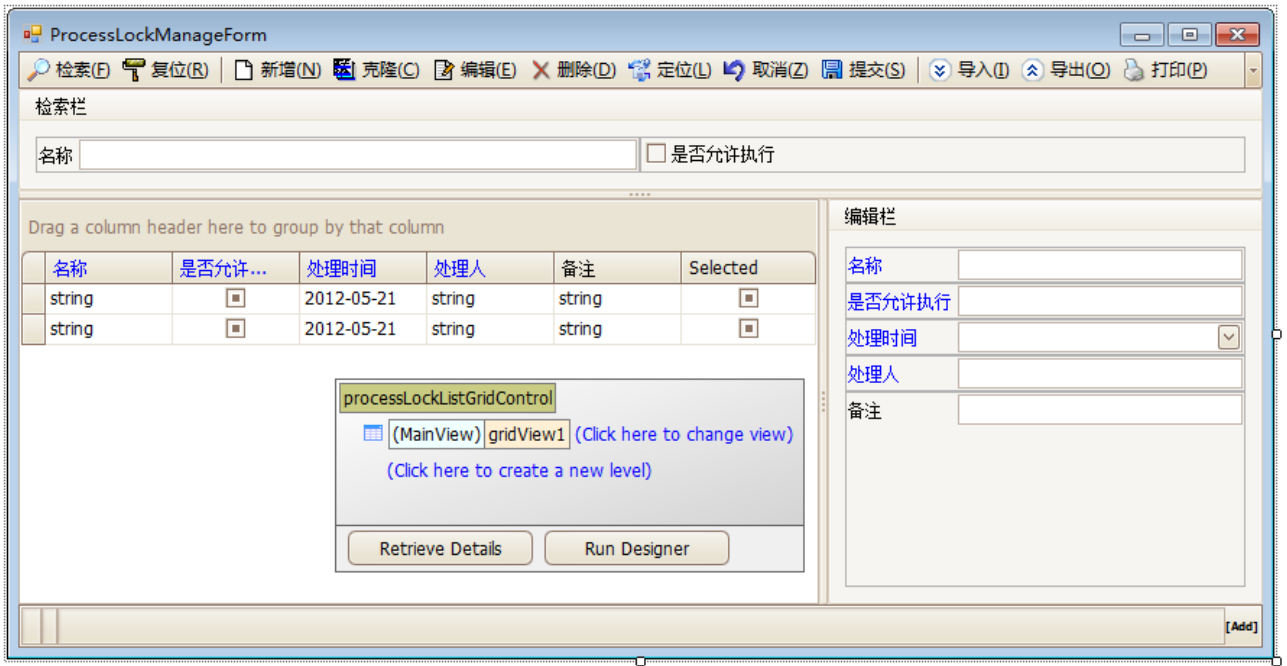 ProcessLockManageForm
检索(F) 复位(R) 新增(N) 克隆(C) 编辑(E) 删除(D) 定位(L) 取消(Z) 提交(S) 导入(I) 导出(O) 打印(P)
检索栏
名称 是否允许执行
Drag a column header here to group by that column
名称 是否允许... 处理时间 处理人 备注 Selected
string 2012-05-21 string string
string 2012-05-21 string string
processLockListGridControl
(MainView) gridView1 (Click here to change view)
(Click here to create a new level)
Retrieve Details Run Designer
编辑栏
名称
是否允许执行
处理时间
处理人
备注
[Add]